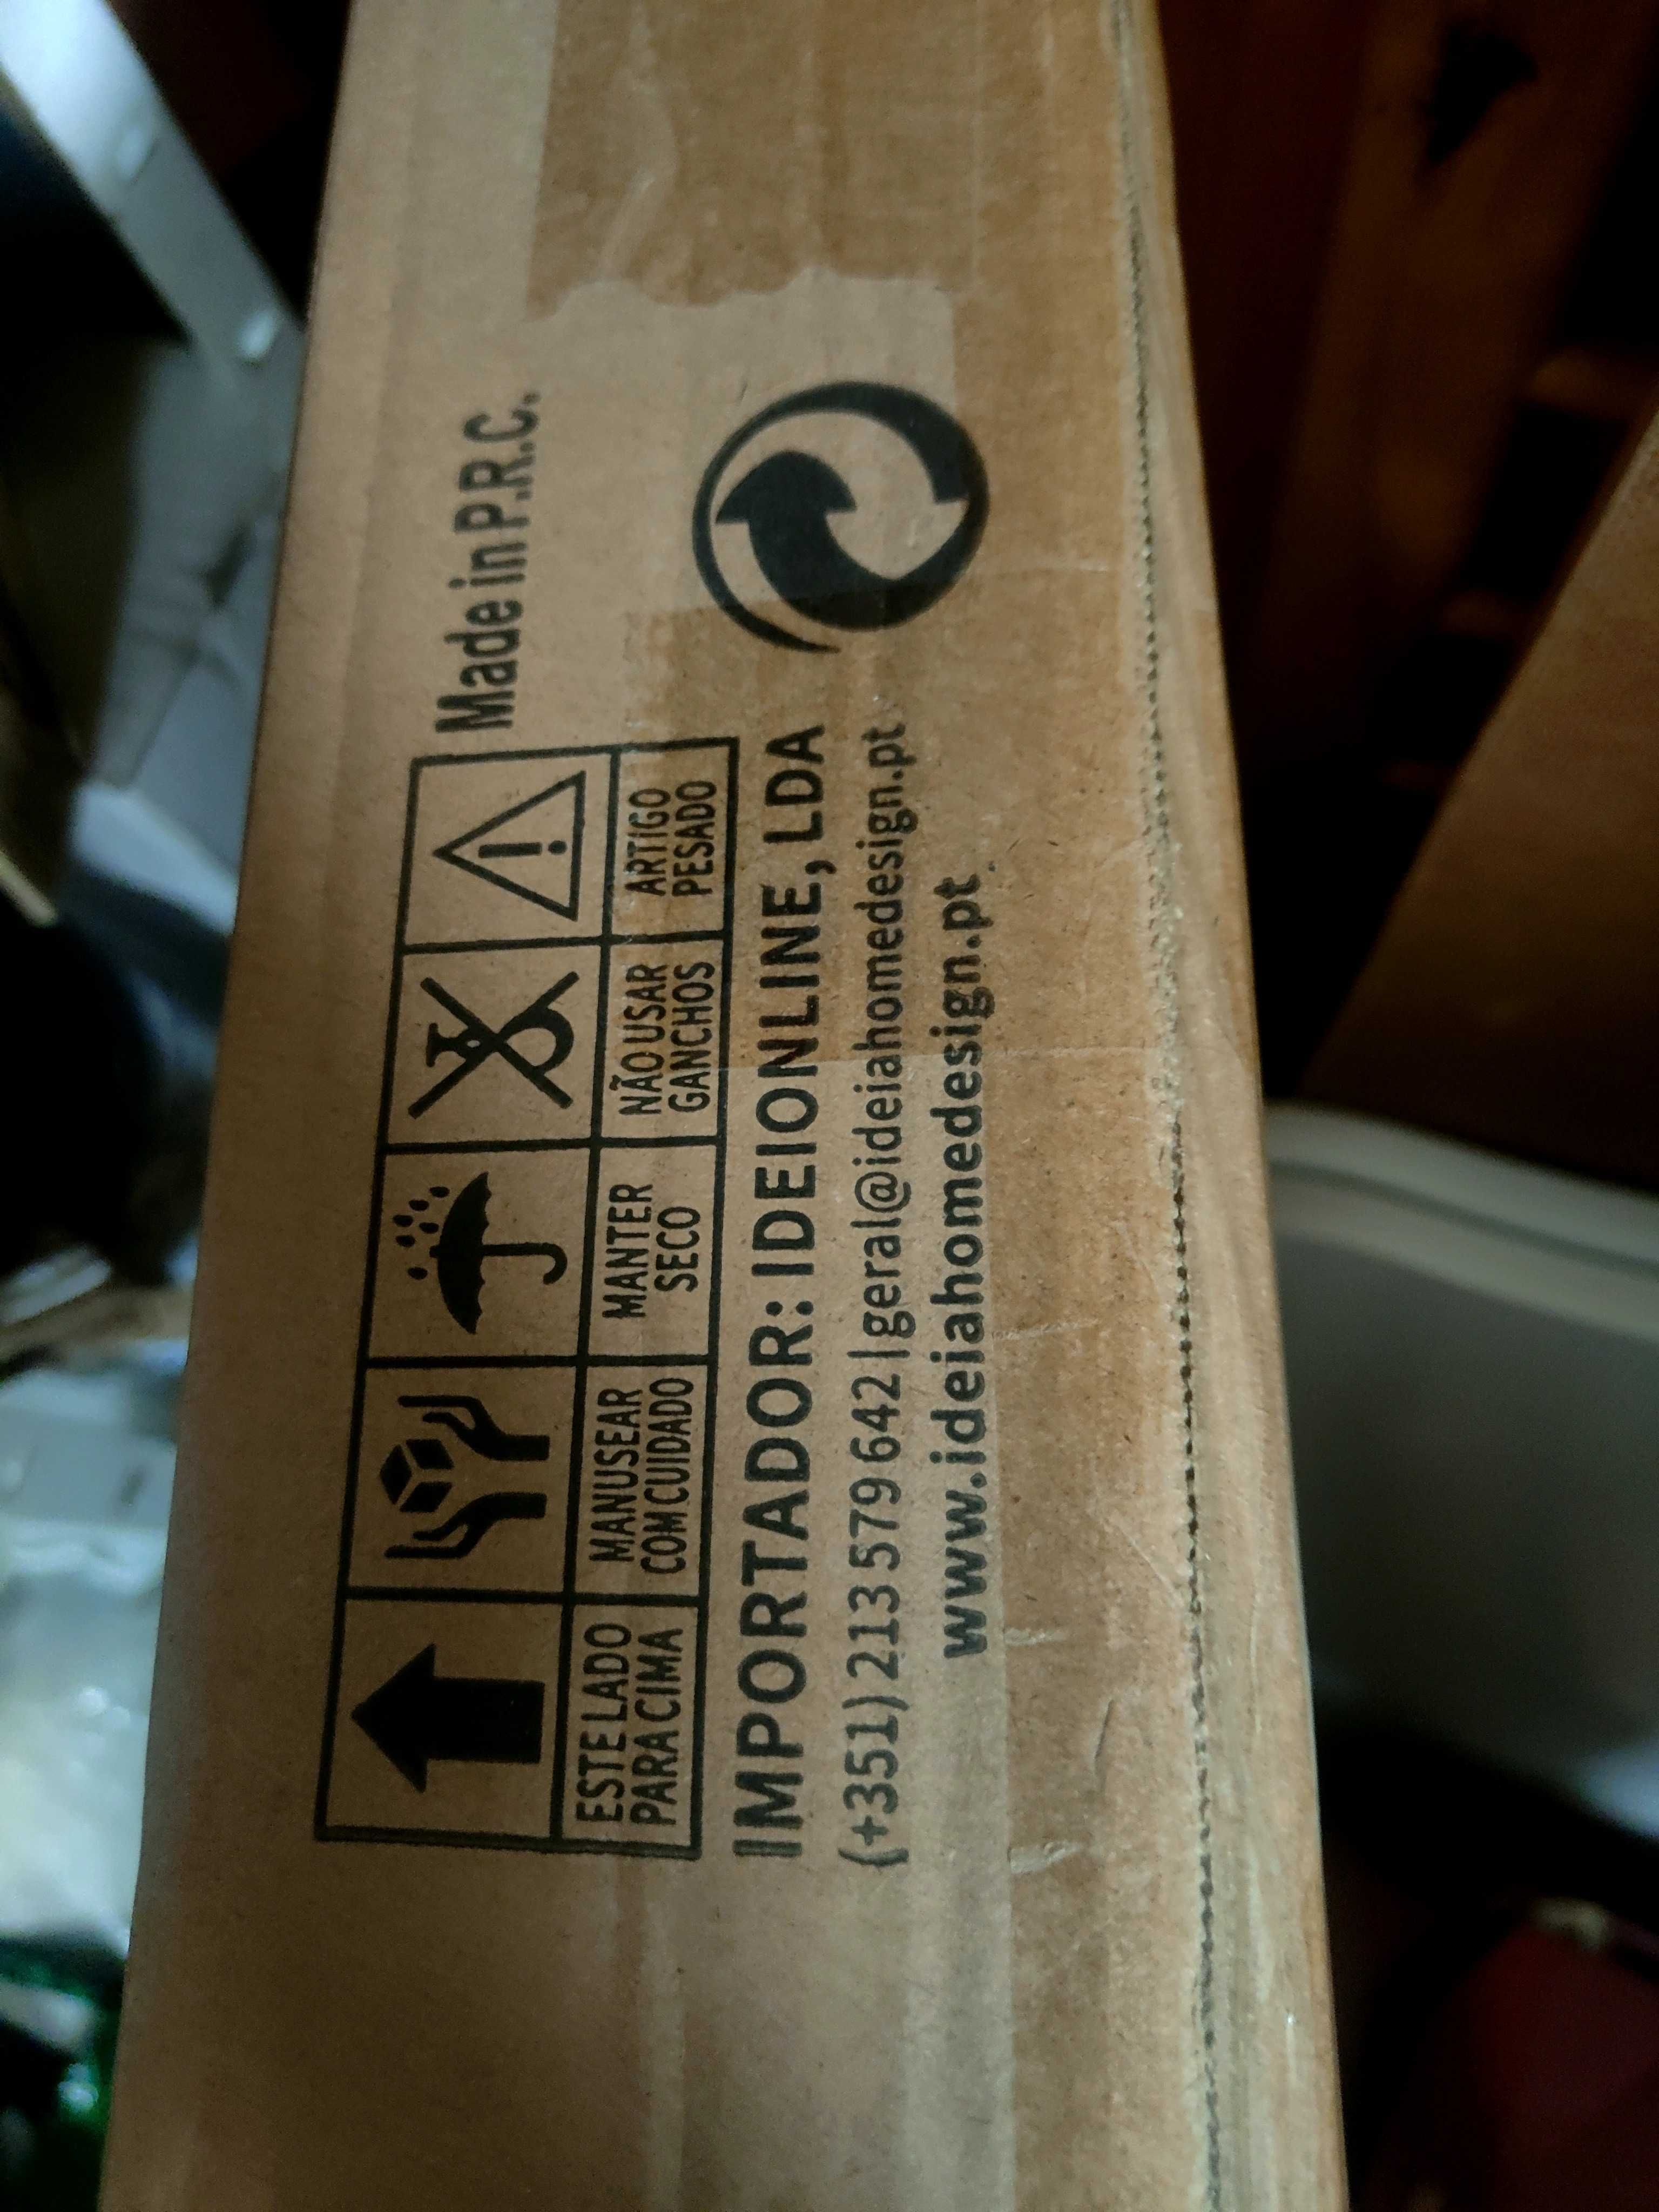 Made in P.R.C.
ESTE LADO
PARA CIMA
MANUSEAR
COM CUIDADO
MANTER
SECO
NÃO USAR
GANCHOS
ARTIGO
PESADO
IMPORTADOR: IDEIONLINE, LDA
(+351) 213 579 642 | geral@ideiahomedesign.pt
www.ideiahomedesign.pt